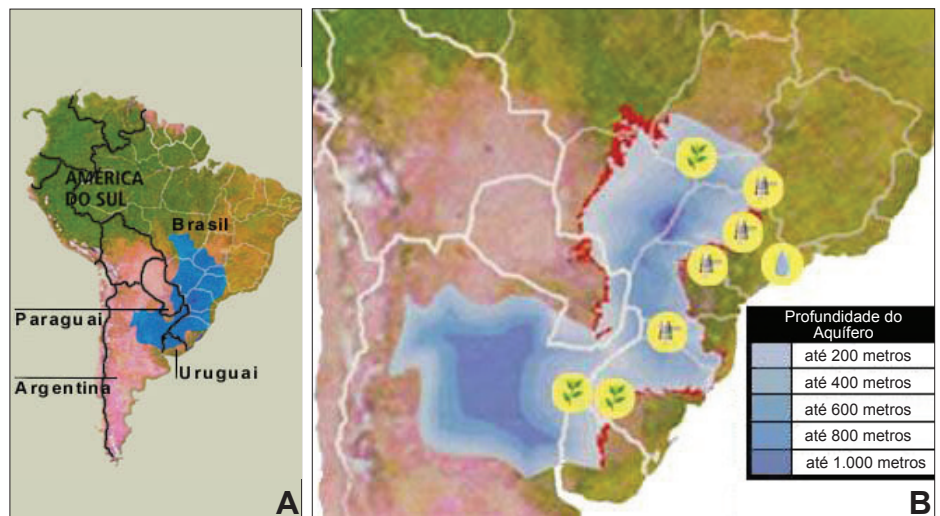 AMÉRICA
DO SUL
Brasil
Paraguai
Uruguai
Argentina
A
Profundidade do
Aquífero
até 200 metros
até 400 metros
até 600 metros
até 800 metros
até 1.000 metros
B